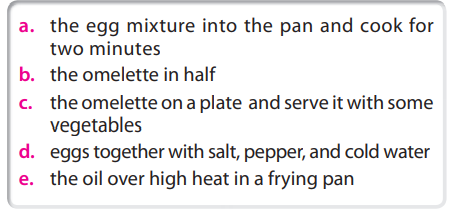 a. the egg mixture into the pan and cook for
two minutes
b. the omelette in half
c. the omelette on a plate and serve it with some
vegetables
d. eggs together with salt, pepper, and cold water
e. the oil over high heat in a frying pan